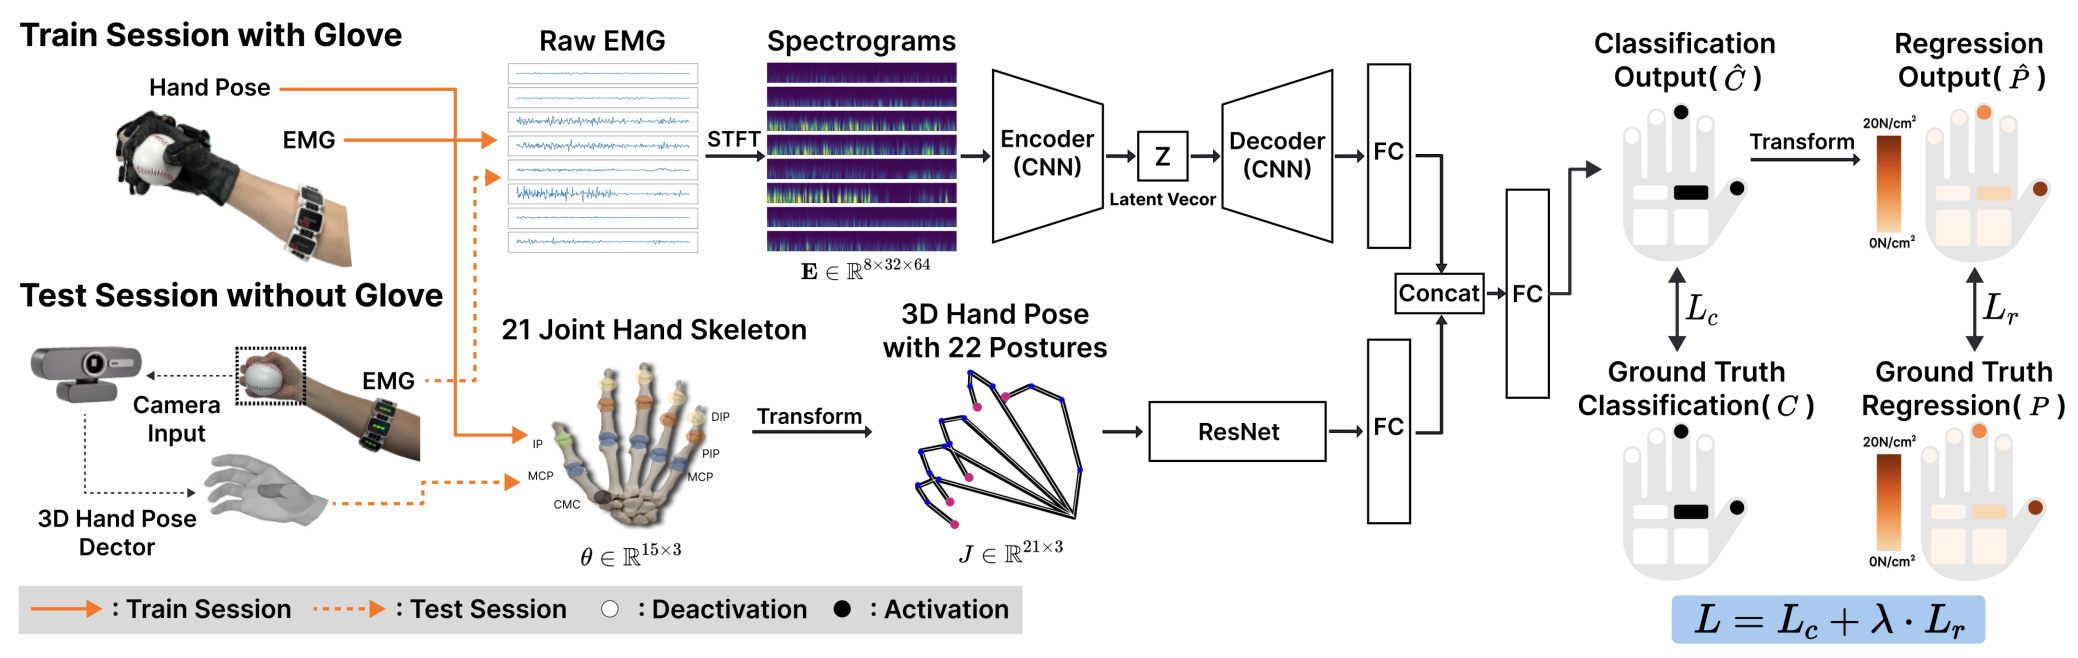 Train Session with Glove
Hand Pose
EMG
Test Session without Glove
EMG
Camera
Input
3D Hand Pose
Dector
Raw EMG
STFT
Spectrograms
E ∈ ℝ^{8×32×64}
Encoder
(CNN)
Z
Latent Vecor
Decoder
(CNN)
FC
21 Joint Hand Skeleton
IP
MCP
CMC
DIP
PIP
MCP
θ ∈ ℝ^{15×3}
Transform
3D Hand Pose
with 22 Postures
J ∈ ℝ^{21×3}
ResNet
FC
Concat
FC
Classification
Output( Ĉ )
Transform
Regression
Output( P̂ )
20N/cm²
0N/cm²
L_c
L_r
Ground Truth
Classification( C )
Ground Truth
Regression( P )
20N/cm²
0N/cm²
: Train Session : Test Session : Deactivation : Activation
L = L_c + λ · L_r